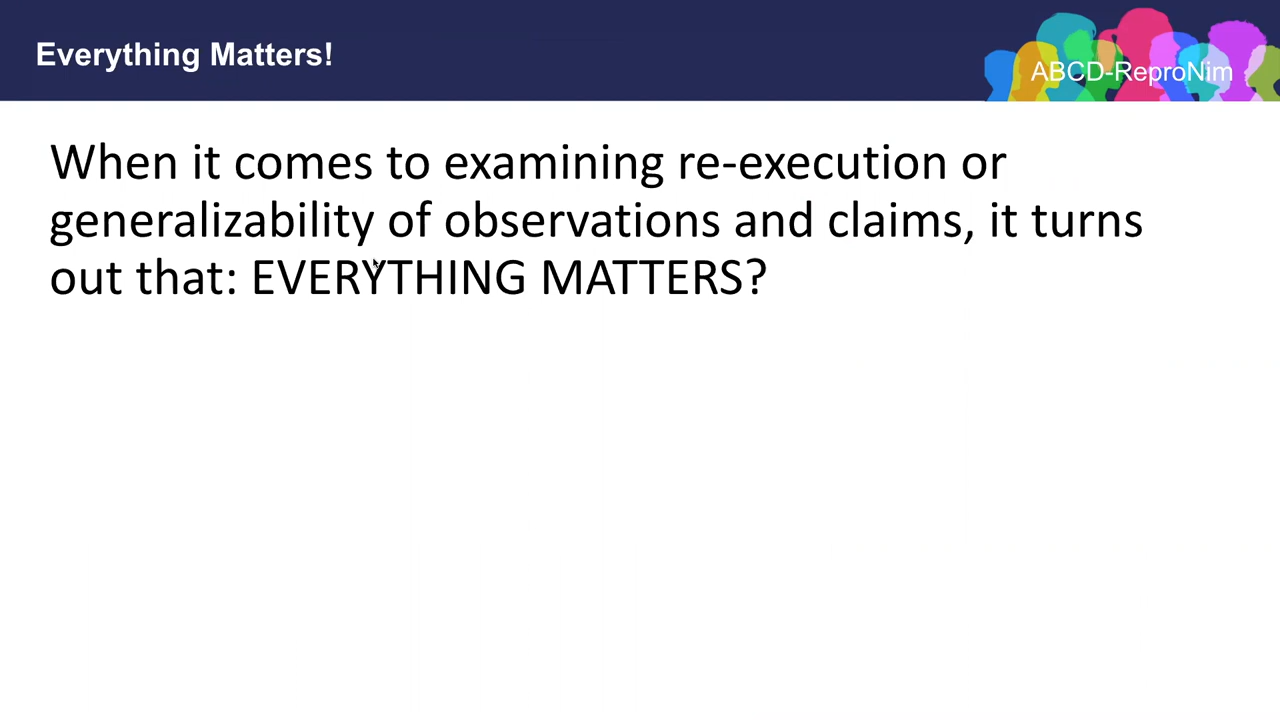 Everything Matters!
ABCD-ReproNim
When it comes to examining re-execution or
generalizability of observations and claims, it turns
out that: EVERYTHING MATTERS?